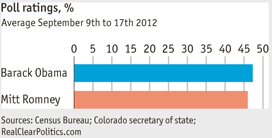 Poll ratings, %
Average September 9th to 17th 2012
0 5 10 15 20 25 30 35 40 45 50
Barack Obama
Mitt Romney
Sources: Census Bureau; Colorado secretary of state;
RealClearPolitics.com